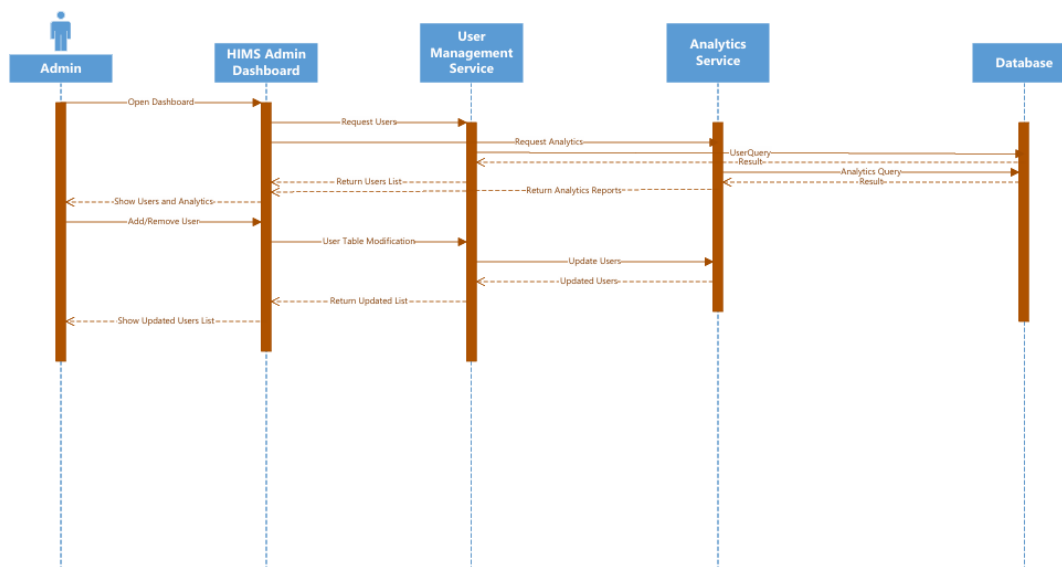 Admin
HIMS Admin
Dashboard
User
Management
Service
Analytics
Service
Database
Open Dashboard
Request Users
Request Analytics
UserQuery
Result
Analytics Query
Return Users List
Result
Return Analytics Reports
Show Users and Analytics
Add/Remove User
User Table Modification
Update Users
Updated Users
Return Updated List
Show Updated Users List